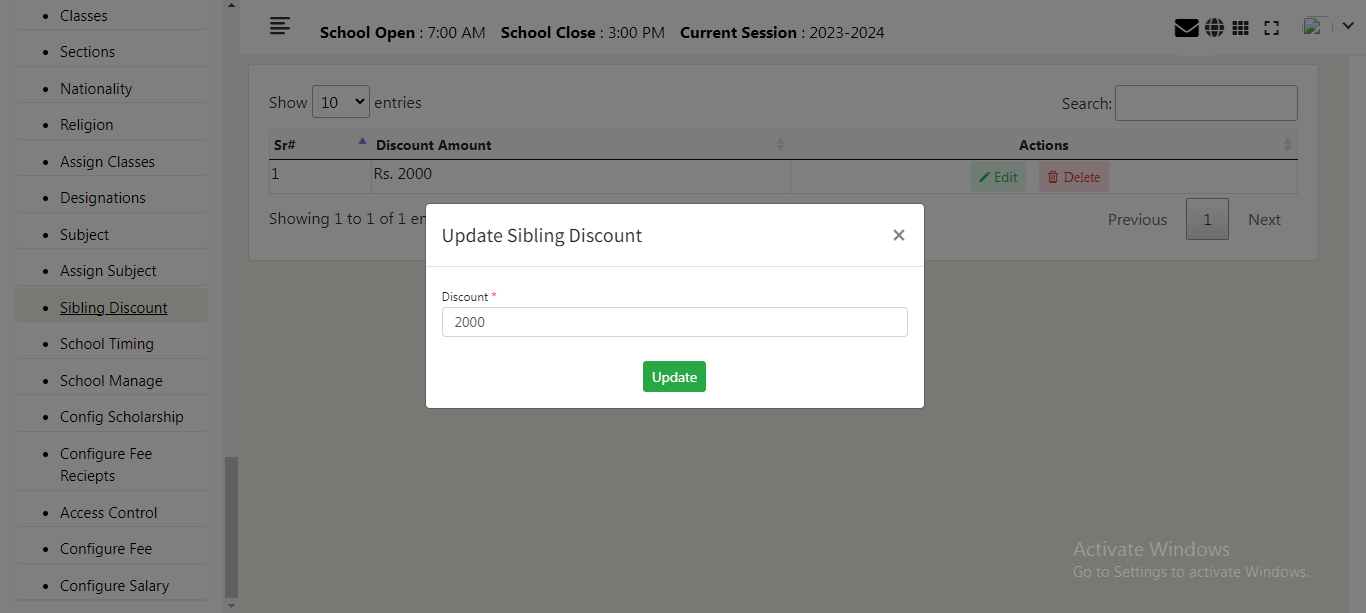 Classes
Sections
Nationality
Religion
Assign Classes
Designations
Subject
Assign Subject
Sibling Discount
School Timing
School Manage
Config Scholarship
Configure Fee
Reciepts
Access Control
Configure Fee
Configure Salary
School Open : 7:00 AM School Close : 3:00 PM Current Session : 2023-2024
Show 10 entries Search:
Sr# Discount Amount Actions
1 Rs. 2000 Edit Delete
Showing 1 to 1 of 1 en Previous 1 Next
Update Sibling Discount ×
Discount *
2000
Update
Activate Windows
Go to Settings to activate Windows.